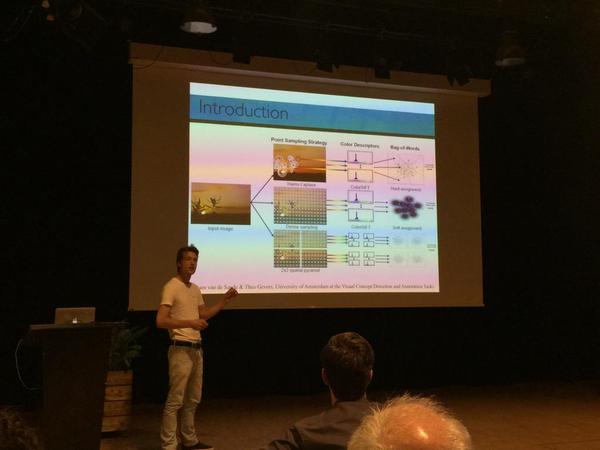 Introduction
Point Sampling Strategy
Color Descriptors
Bag-of-Words
Harris-Laplace
ColorSIFT
Hard assignment
Input image
Dense sampling
ColorSIFT
Soft assignment
2x2 spatial pyramid
van de Sande & Theo Gevers, University of Amsterdam at the Visual Concept Detection and Annotation Tasks